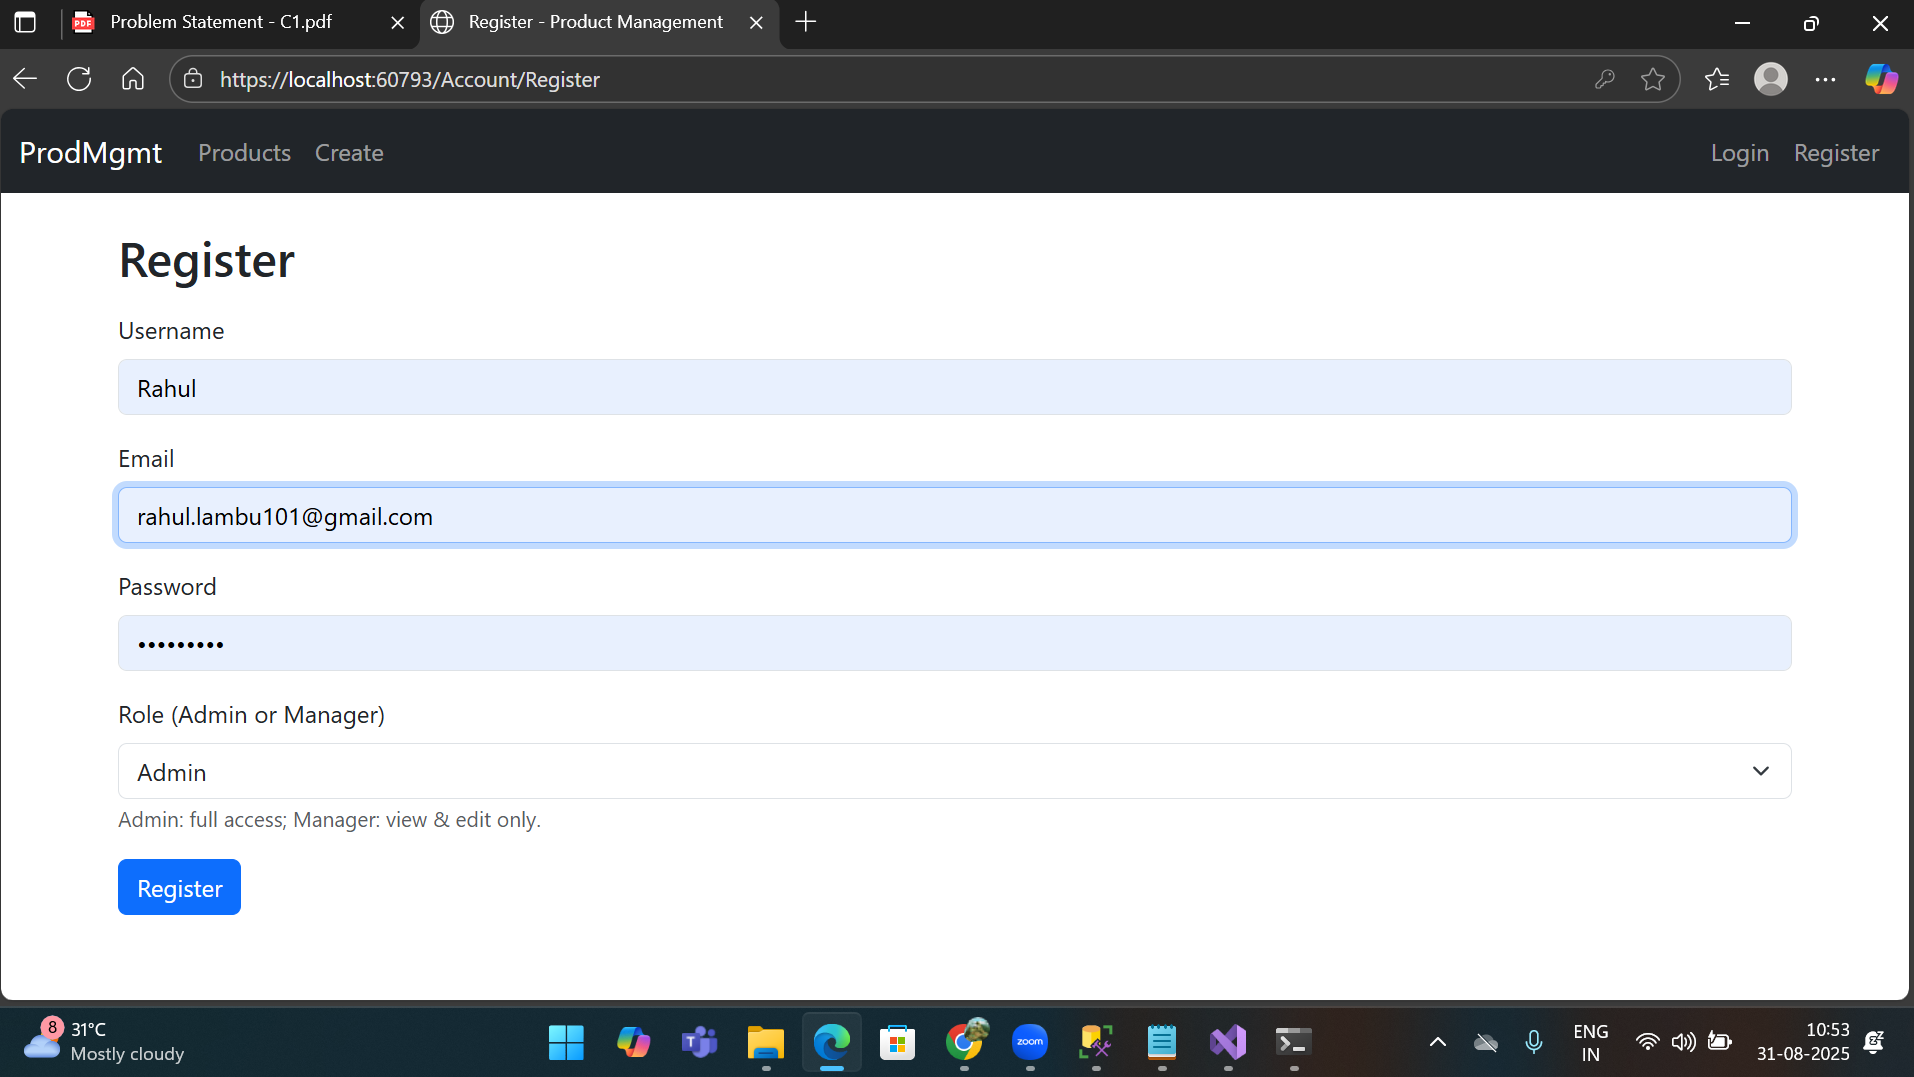 Problem Statement - C1.pdf
Register - Product Management
https://localhost:60793/Account/Register
ProdMgmt
Products
Create
Login
Register
Register
Username
Rahul
Email
rahul.lambu101@gmail.com
Password
•••••••••
Role (Admin or Manager)
Admin
Admin: full access; Manager: view & edit only.
Register
8
31°C
Mostly cloudy
PDF
T
zoom
ENG
IN
10:53
31-08-2025